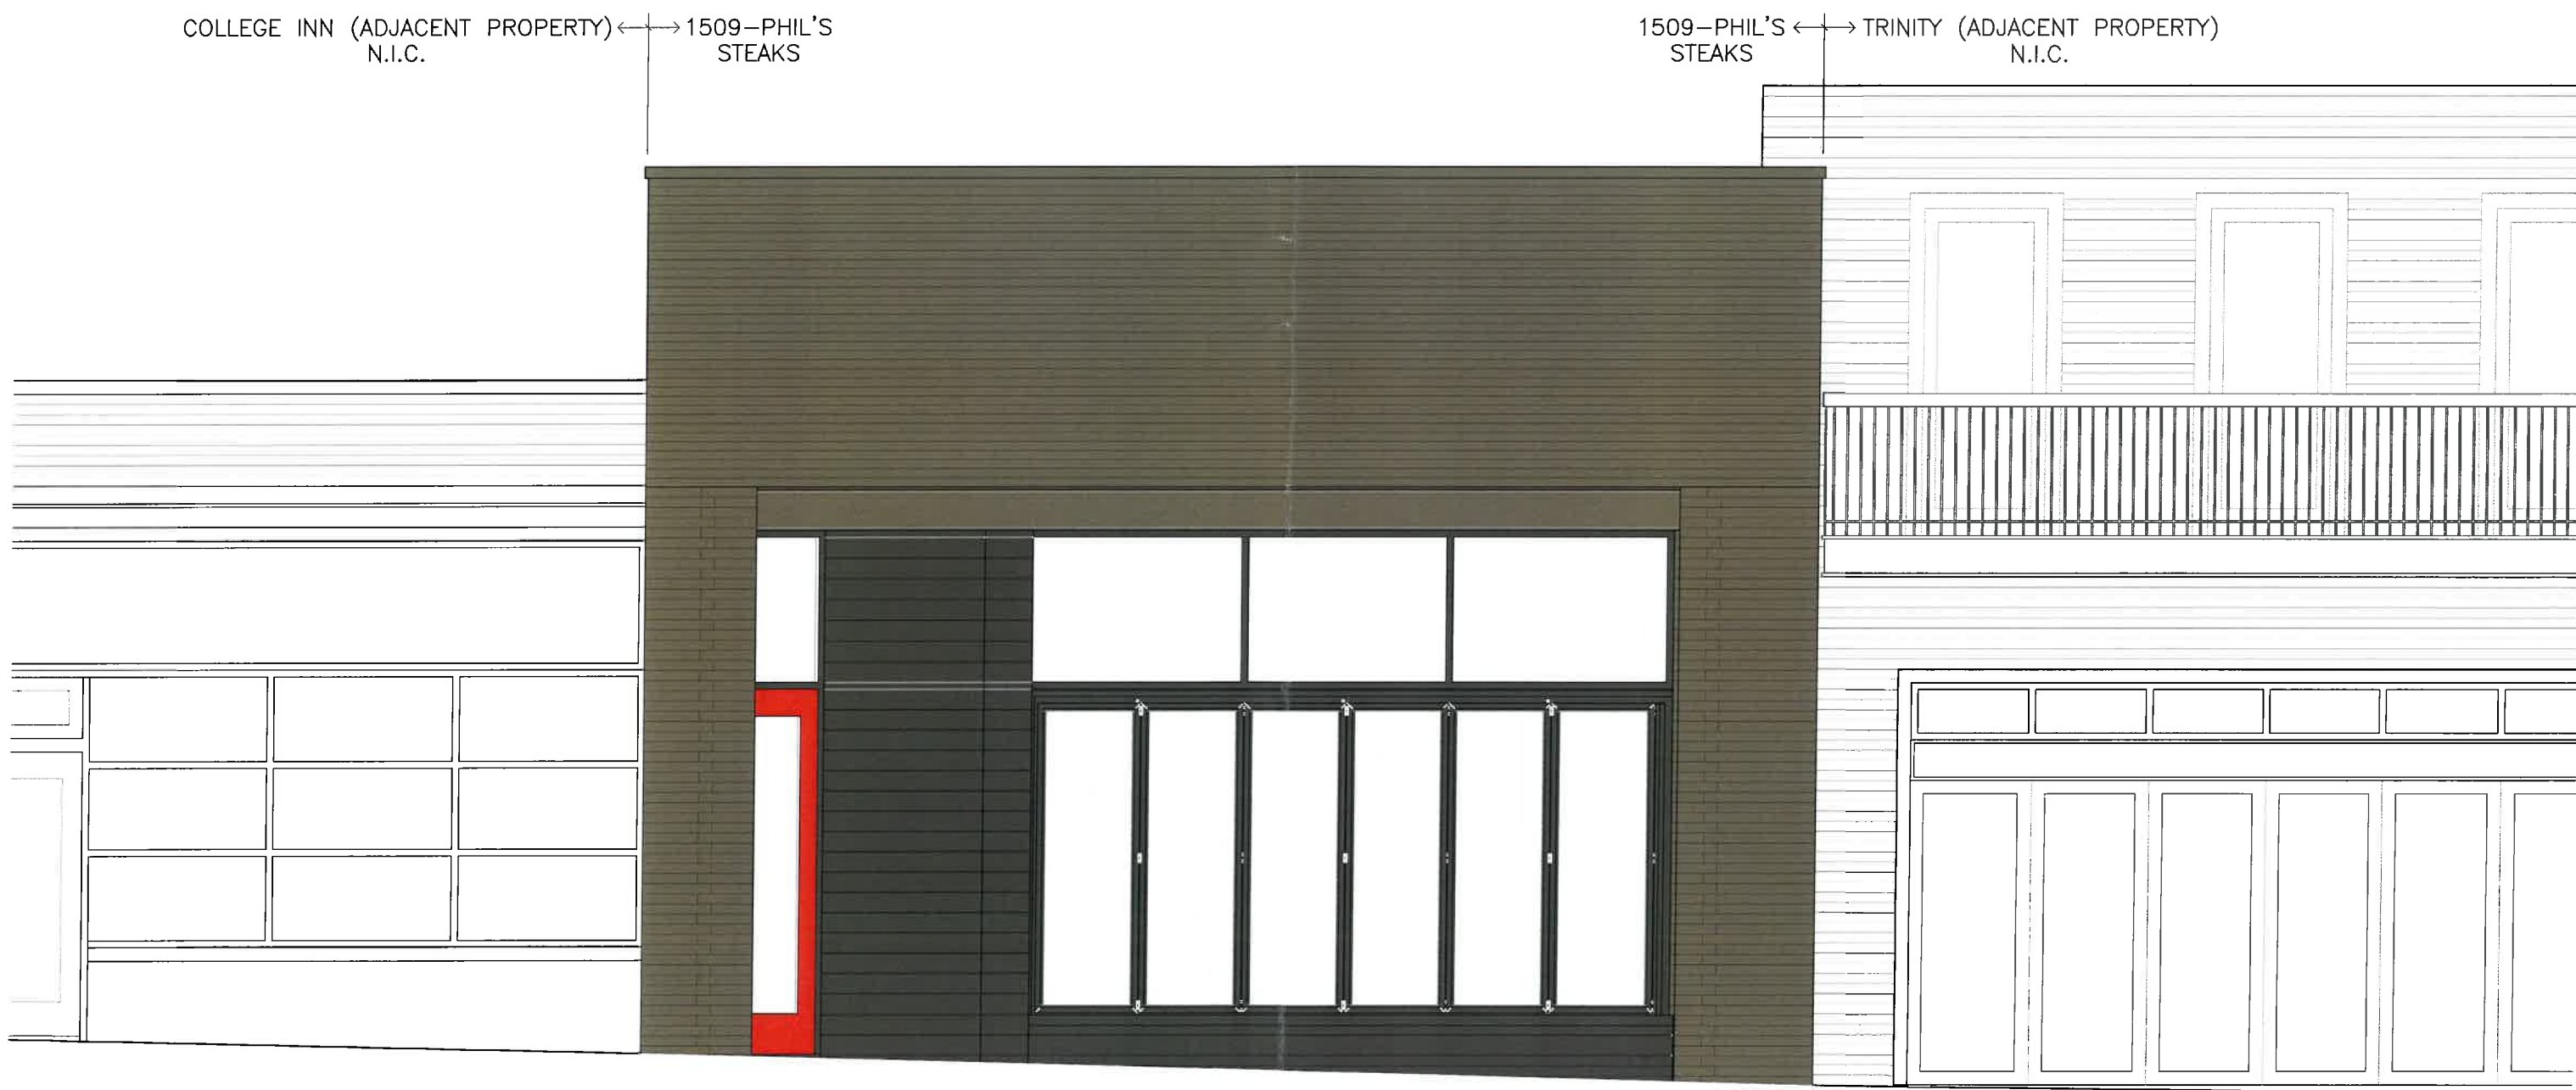 COLLEGE INN (ADJACENT PROPERTY)
N.I.C.
1509-PHIL'S
STEAKS
1509-PHIL'S
STEAKS
TRINITY (ADJACENT PROPERTY)
N.I.C.